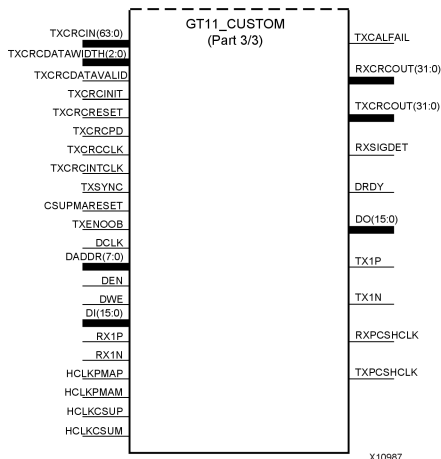 GT11_CUSTOM
(Part 3/3)
TXCRCIN(63:0)
TXCRCDATAWIDTH(2:0)
TXCRCDATAVALID
TXCRCINIT
TXCRCRESET
TXCRCPD
TXCRCCLK
TXCRCINTCLK
TXSYNC
CSUPMARESET
TXENOOB
DCLK
DADDR(7:0)
DEN
DWE
DI(15:0)
RX1P
RX1N
HCLKPMAP
HCLKPMAM
HCLKCSUP
HCLKCSUM
TXCALFAIL
RXCRCOUT(31:0)
TXCRCOUT(31:0)
RXSIGDET
DRDY
DO(15:0)
TX1P
TX1N
RXPCSHCLK
TXPCSHCLK
X10987